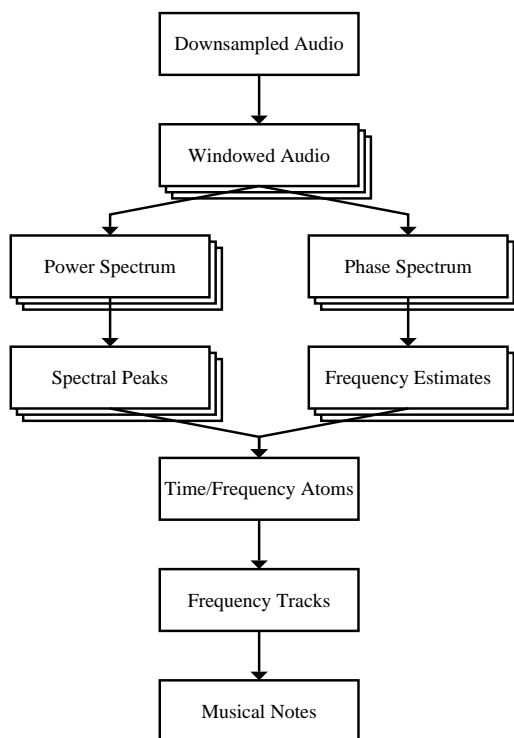 Downsampled Audio
Windowed Audio
Power Spectrum
Phase Spectrum
Spectral Peaks
Frequency Estimates
Time/Frequency Atoms
Frequency Tracks
Musical Notes